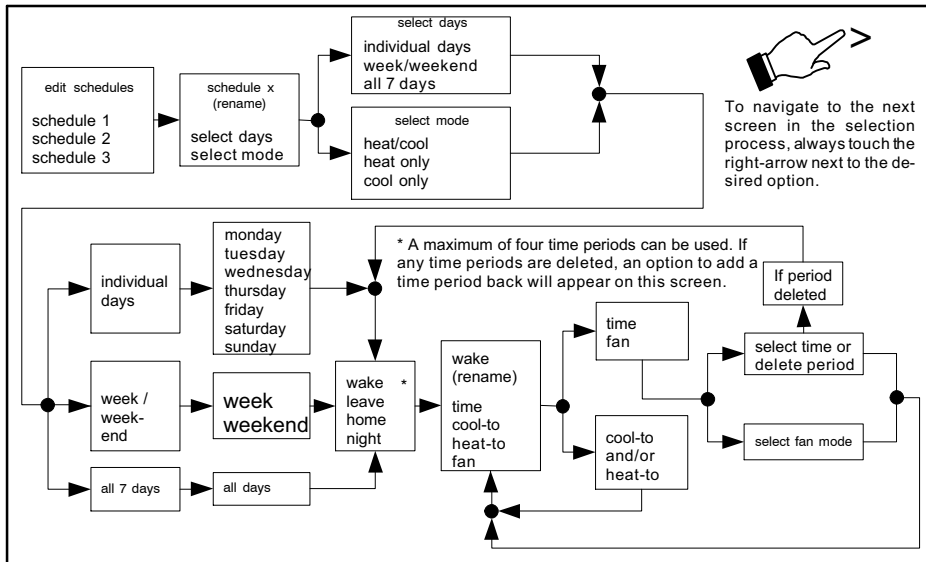 edit schedules
schedule 1
schedule 2
schedule 3
schedule x
(rename)
select days
select mode
select days
individual days
week/weekend
all 7 days
select mode
heat/cool
heat only
cool only
>
To navigate to the next
screen in the selection
process, always touch the
right-arrow next to the de-
sired option.
individual
days
monday
tuesday
wednesday
thursday
friday
saturday
sunday
* A maximum of four time periods can be used. If
any time periods are deleted, an option to add a
time period back will appear on this screen.
If period
deleted
week /
week-
end
week
weekend
wake *
leave
home
night
wake
(rename)
time
cool-to
heat-to
fan
time
fan
cool-to
and/or
heat-to
select time or
delete period
select fan mode
all 7 days
all days